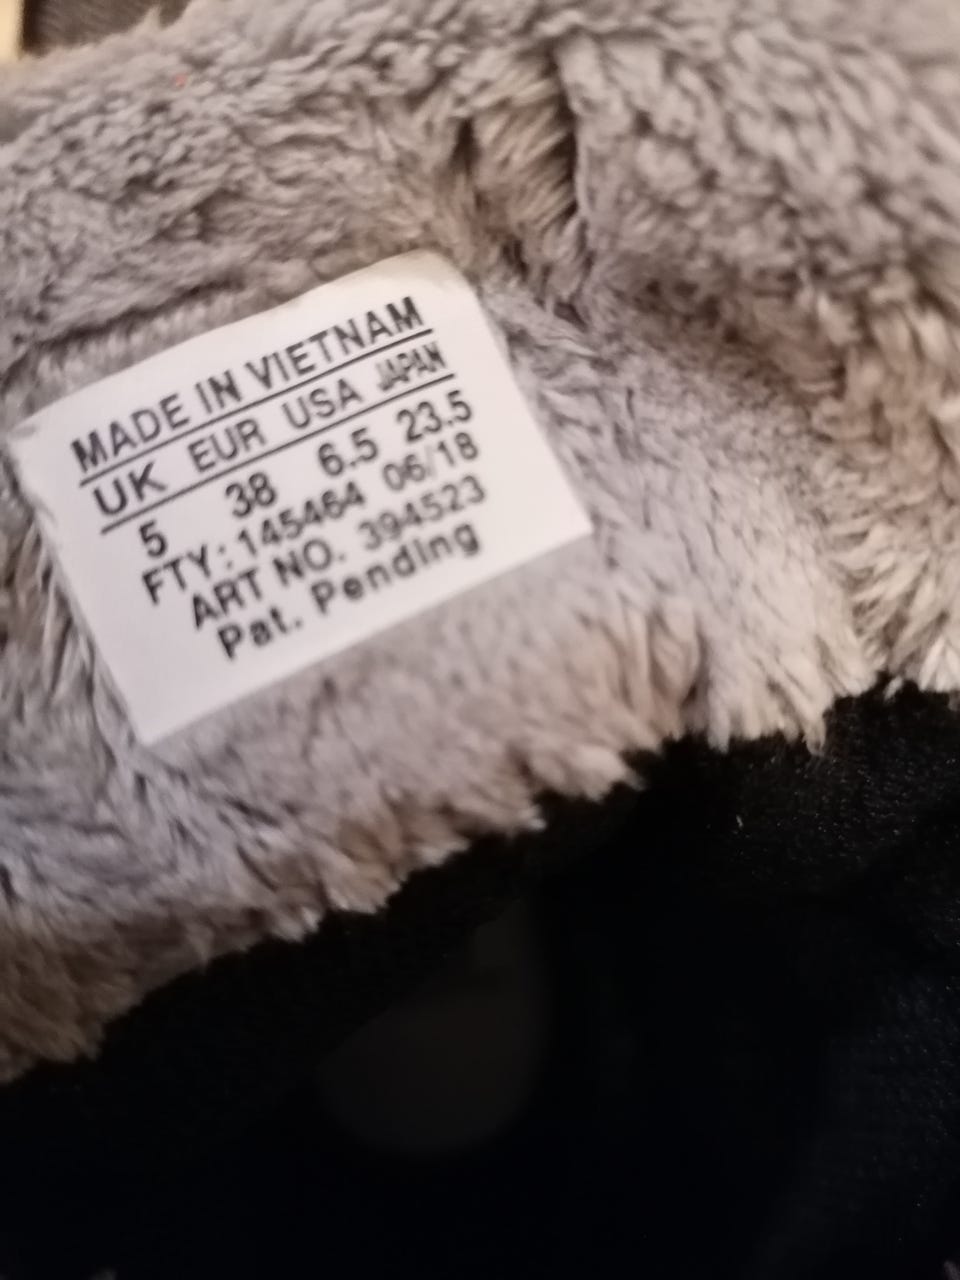 MADE IN VIETNAM
UK EUR USA JAPAN
5 38 6.5 23.5
FTY: 145464 06/18
ART NO. 394523
Pat. Pending